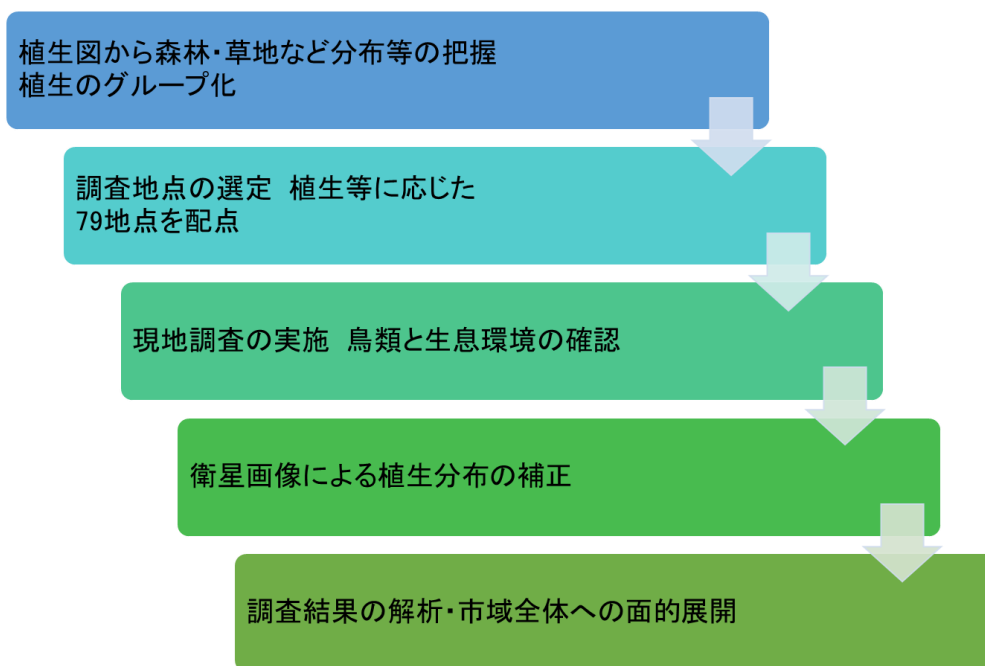 植生図から森林・草地など分布等の把握
植生のグループ化
調査地点の選定　植生等に応じた
79地点を配点
現地調査の実施　鳥類と生息環境の確認
衛星画像による植生分布の補正
調査結果の解析・市域全体への面的展開